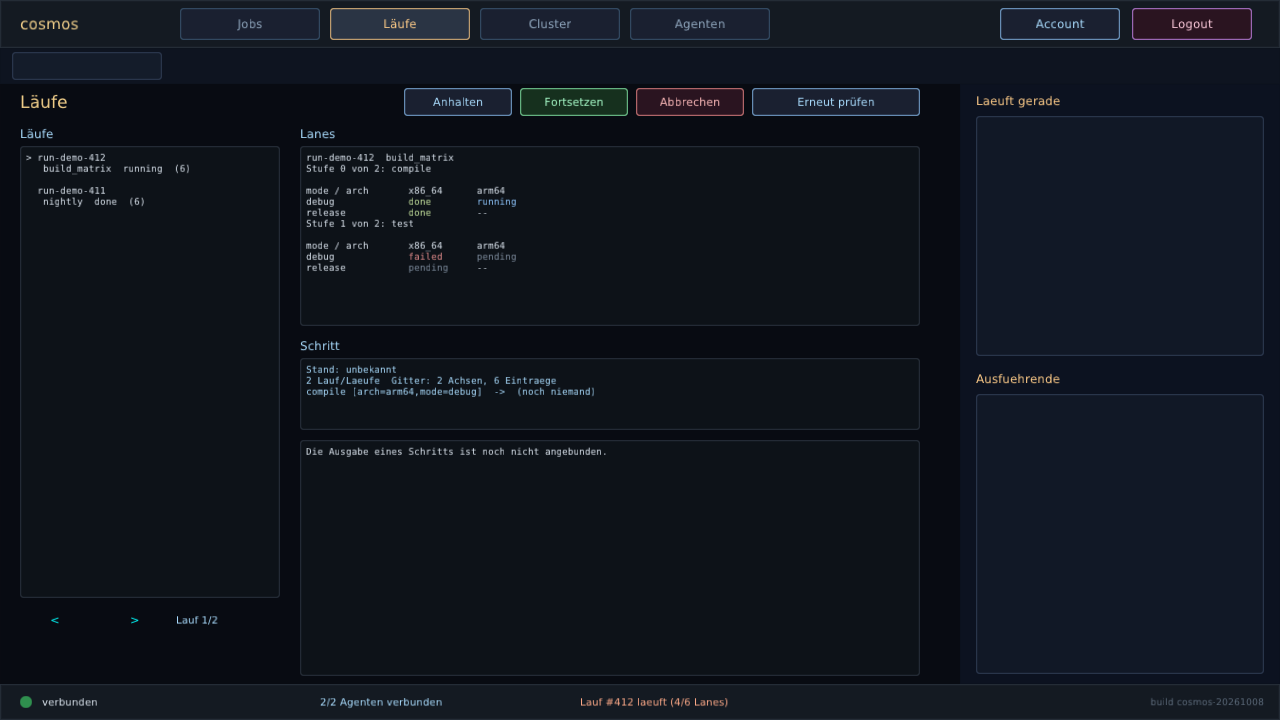 cosmos
Jobs
Läufe
Cluster
Agenten
Account
Logout
Läufe
Anhalten
Fortsetzen
Abbrechen
Erneut prüfen
Läufe
> run-demo-412
build_matrix  running  (6)
run-demo-411
nightly  done  (6)
< > Lauf 1/2
Lanes
run-demo-412  build_matrix
Stufe 0 von 2: compile
mode / arch  x86_64  arm64
debug  done  running
release  done  --
Stufe 1 von 2: test
mode / arch  x86_64  arm64
debug  failed  pending
release  pending  --
Schritt
Stand: unbekannt
2 Lauf/Laeufe  Gitter: 2 Achsen, 6 Eintraege
compile [arch=arm64,mode=debug]  ->  (noch niemand)
Die Ausgabe eines Schritts ist noch nicht angebunden.
Laeuft gerade
Ausfuehrende
verbunden
2/2 Agenten verbunden
Lauf #412 laeuft (4/6 Lanes)
build cosmos-20261008